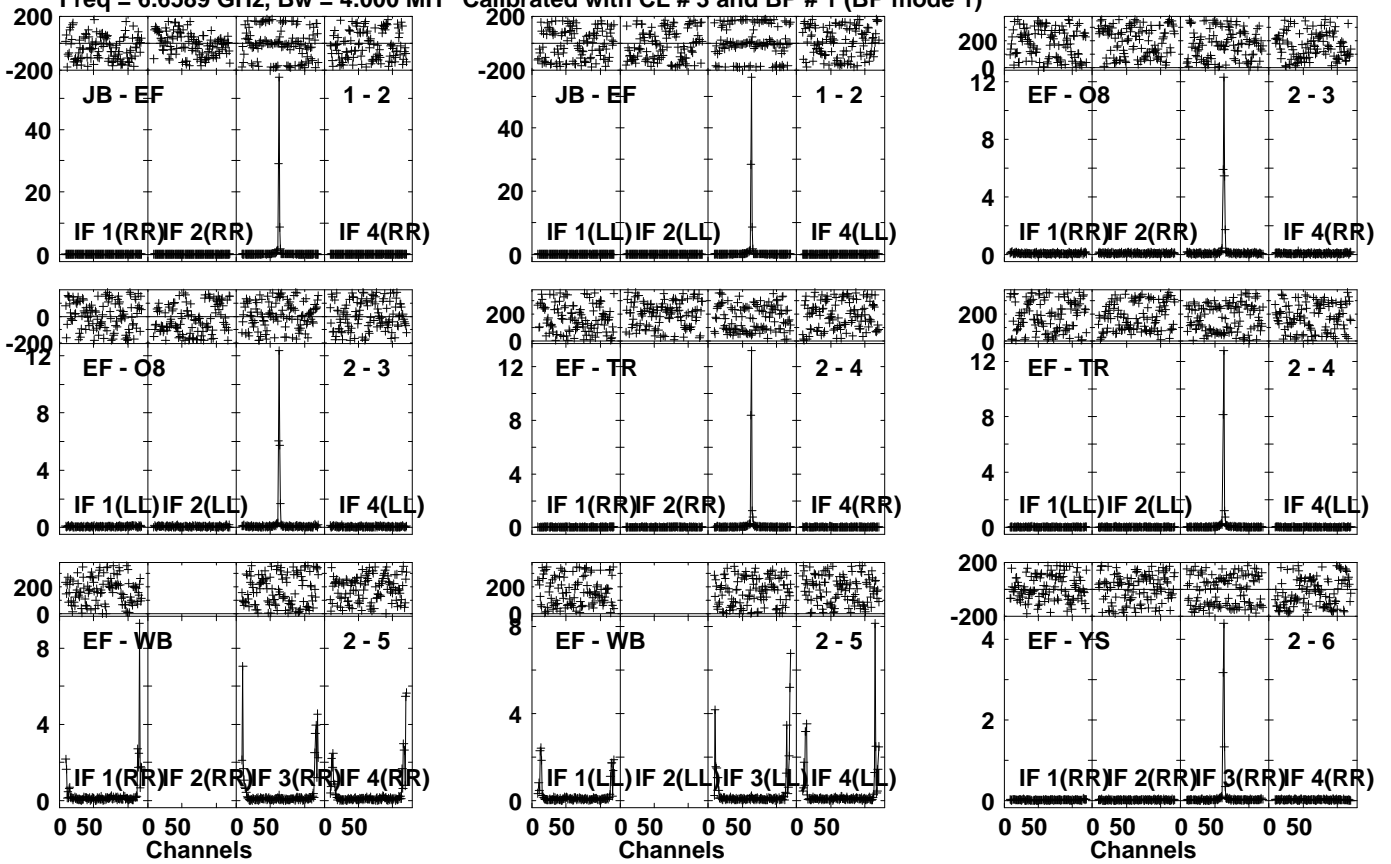 Freq = 6.6589 GHz, Bw = 4.000 MH Calibrated with CL # 3 and BP # 1 (BP mode 1)
200
-200
JB - EF 1 - 2
40
20
0
IF 1(RR) IF 2(RR) IF 4(RR)
200
-200
JB - EF 1 - 2
40
20
0
IF 1(LL) IF 2(LL) IF 4(LL)
200
0
12
EF - O8 2 - 3
8
4
0
IF 1(RR) IF 2(RR) IF 4(RR)
0
-200
12
EF - O8 2 - 3
8
4
0
IF 1(LL) IF 2(LL) IF 4(LL)
200
0
12
EF - TR 2 - 4
8
4
0
IF 1(RR) IF 2(RR) IF 4(RR)
200
0
12
EF - TR 2 - 4
8
4
0
IF 1(LL) IF 2(LL) IF 4(LL)
200
0
8
EF - WB 2 - 5
4
0
IF 1(RR) IF 2(RR) IF 3(RR) IF 4(RR)
0 50 0 50 0 50 0 50
Channels
200
0
8
EF - WB 2 - 5
4
0
IF 1(LL) IF 2(LL) IF 3(LL) IF 4(LL)
0 50 0 50 0 50 0 50
Channels
200
-200
4
EF - YS 2 - 6
2
0
IF 1(RR) IF 2(RR) IF 3(RR) IF 4(RR)
0 50 0 50 0 50 0 50
Channels